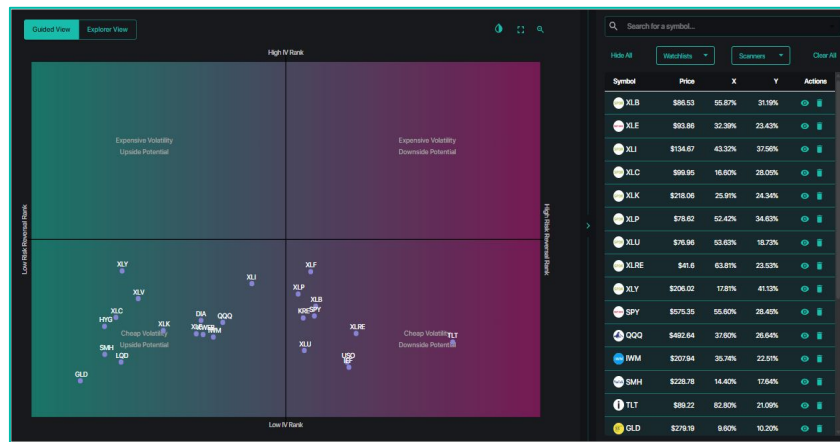 Guided View
Explorer View
High IV Rank
Expensive Volatility
Upside Potential
Expensive Volatility
Downside Potential
Low Risk Reversal Rank
High Risk Reversal Rank
XLY
XLF
XLI
XLV
XLP
XLB
XLC
DIA
KRE
SPY
HYG
QQQ
XLK
IWM
XLRE
TLT
Cheap Volatility
Upside Potential
Cheap Volatility
Downside Potential
SMH
LQD
XLU
USO
IEF
GLD
Low IV Rank
Search for a symbol...
Hide All
Watchlists
Scanners
Clear All
Symbol Price X Y Actions
XLB $86.53 55.87% 31.19%
XLE $93.86 32.39% 23.43%
XLI $134.67 43.32% 37.56%
XLC $99.95 16.60% 28.05%
XLK $218.06 25.91% 24.34%
XLP $78.62 52.42% 34.63%
XLU $76.96 53.63% 18.73%
XLRE $41.6 63.81% 23.53%
XLY $206.02 17.81% 41.13%
SPY $575.35 55.60% 28.45%
QQQ $492.64 37.60% 26.64%
IWM $207.94 35.74% 22.51%
SMH $228.78 14.40% 17.64%
TLT $89.22 82.80% 21.09%
GLD $279.19 9.60% 10.20%